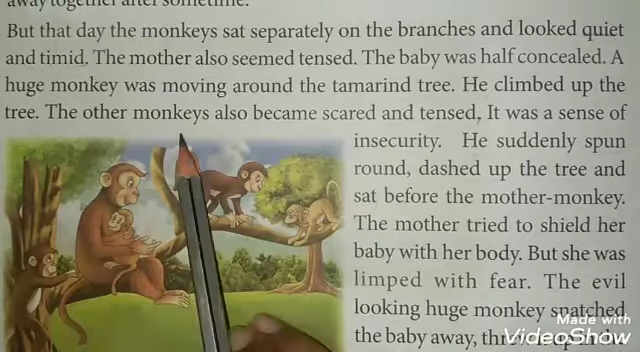 away together after sometime.
But that day the monkeys sat separately on the branches and looked quiet
and timid. The mother also seemed tensed. The baby was half concealed. A
huge monkey was moving around the tamarind tree. He climbed up the
tree. The other monkeys also became scared and tensed, It was a sense of
insecurity. He suddenly spun
round, dashed up the tree and
sat before the mother-monkey.
The mother tried to shield her
baby with her body. But she was
limped with fear. The evil
looking huge monkey snatched
the baby away,
Made with
VideoShow